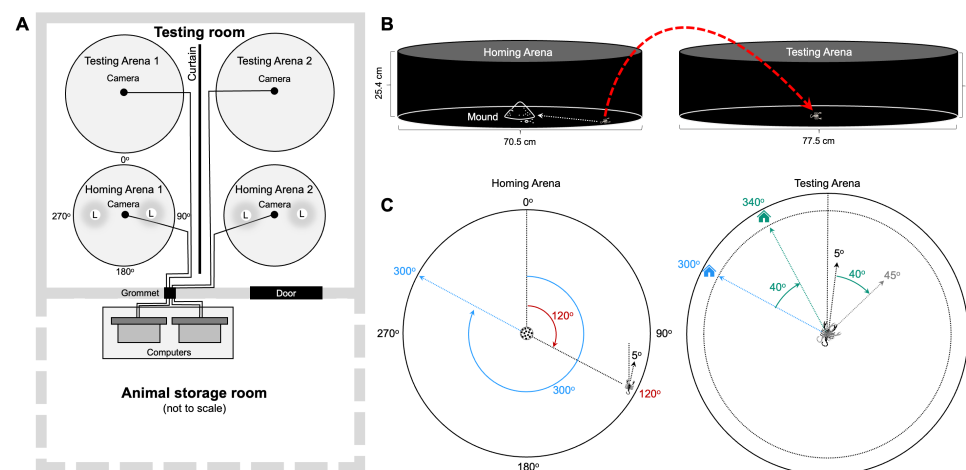 A
Testing room
Testing Arena 1
Camera
Curtain
Testing Arena 2
Camera
0º
Homing Arena 1
Camera
L
L
270º
90º
180º
Homing Arena 2
Camera
L
L
Grommet
Door
Computers
Animal storage room
(not to scale)
B
Homing Arena
25.4 cm
Mound
70.5 cm
Testing Arena
77.5 cm
C
Homing Arena
0º
300º
120º
270º
90º
5º
300º
120º
180º
Testing Arena
340º
300º
5º
40º
40º
45º